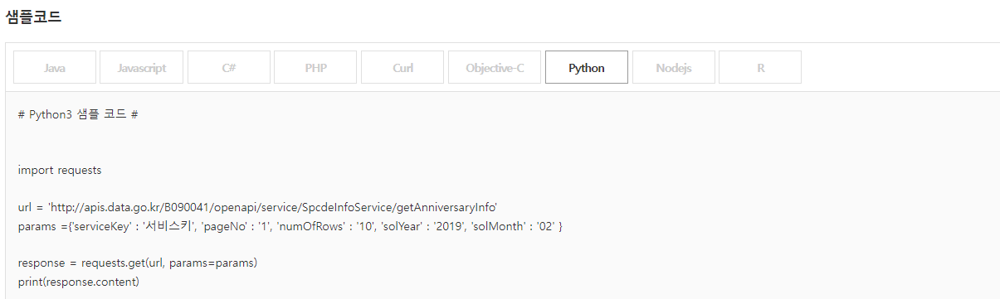 샘플코드
Java Javascript C# PHP Curl Objective-C Python Nodejs R
# Python3 샘플 코드 #
import requests
url = 'http://apis.data.go.kr/B090041/openapi/service/SpcdeInfoService/getAnniversaryInfo'
params ={'serviceKey' : '서비스키', 'pageNo' : '1', 'numOfRows' : '10', 'solYear' : '2019', 'solMonth' : '02' }
response = requests.get(url, params=params)
print(response.content)